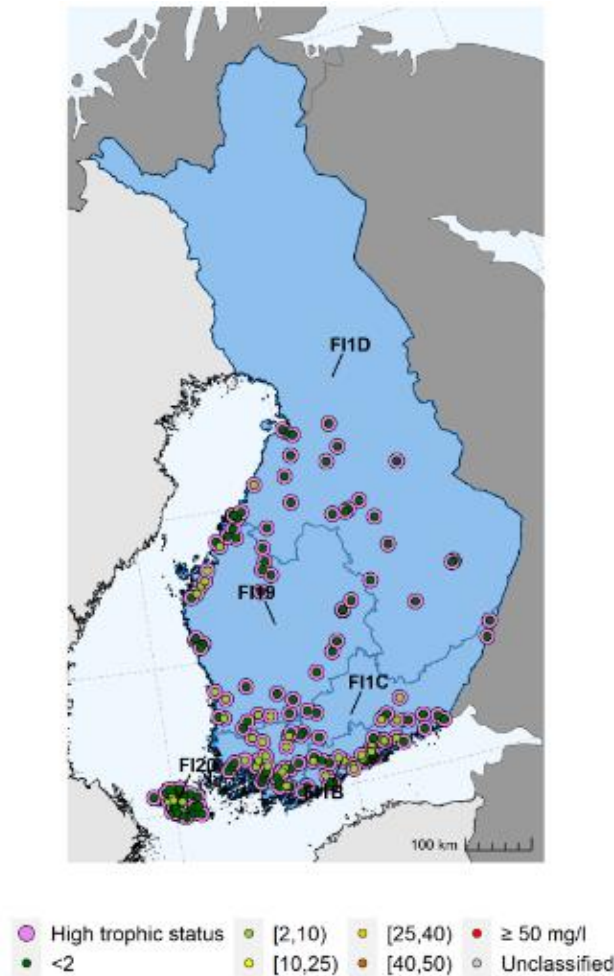 FI1D
FI19
FI1C
FI20
FI1B
100 km
High trophic status [2,10) [25,40) ≥ 50 mg/l
<2 [10,25) [40,50) Unclassified